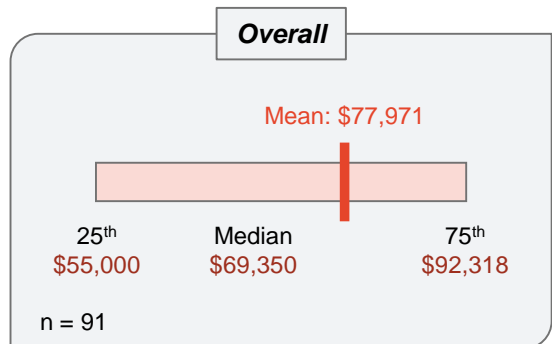 Overall
Mean: $77,971
25th Median 75th
$55,000 $69,350 $92,318
n = 91